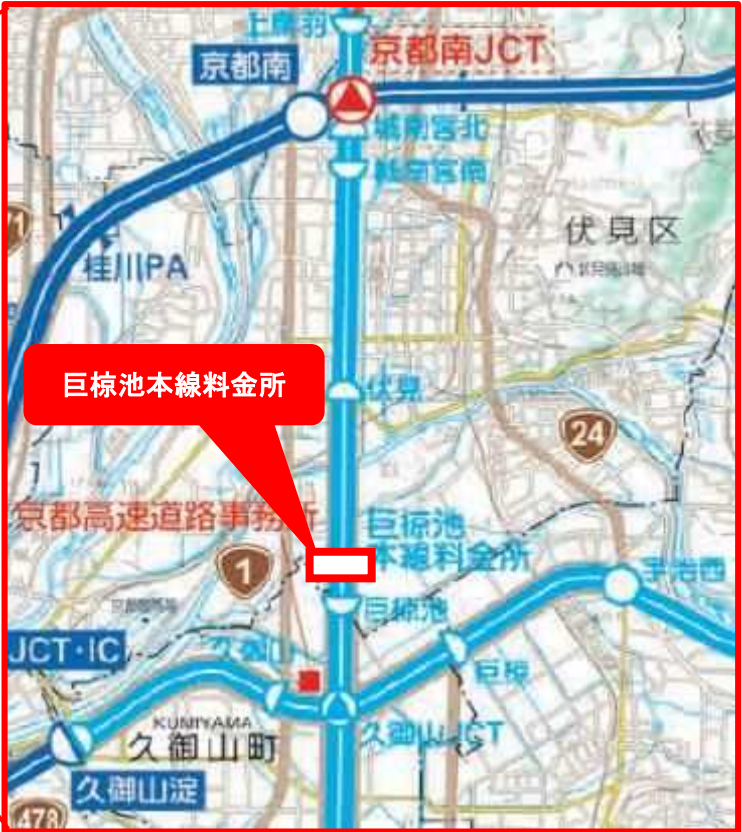 上鳥羽
京都南
京都南JCT
城南宮北
城南宮南
伏見区
桂川PA
巨椋池本線料金所
伏見
24
京都高速道路事務所
巨椋池
本線料金所
1
宇治西
巨椋池
JCT・IC
久御山
巨椋
KUMIYAMA
久御山町
久御山JCT
久御山淀
478